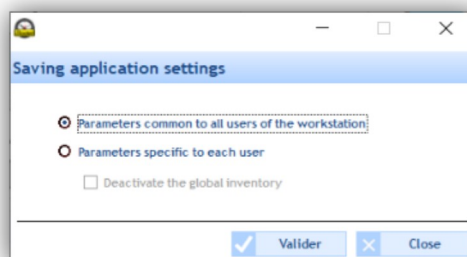 Saving application settings
Parameters common to all users of the workstation
Parameters specific to each user
Deactivate the global inventory
Valider
Close